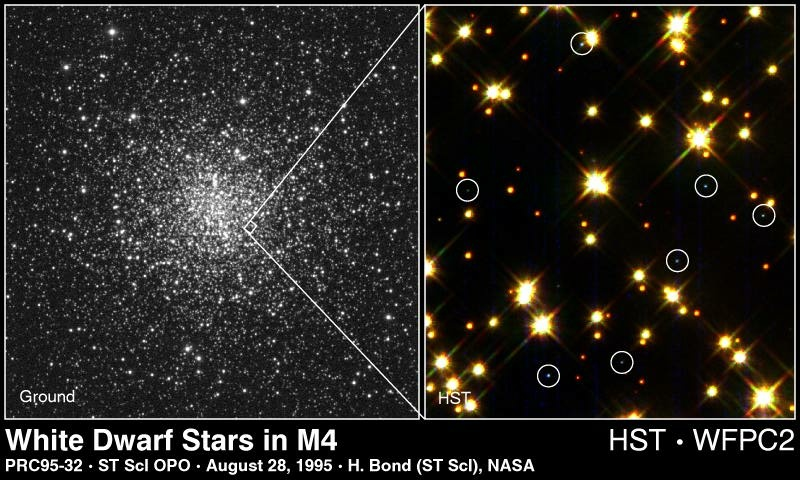 Ground
HST
White Dwarf Stars in M4
HST • WFPC2
PRC95-32 • ST ScI OPO • August 28, 1995 • H. Bond (ST ScI), NASA